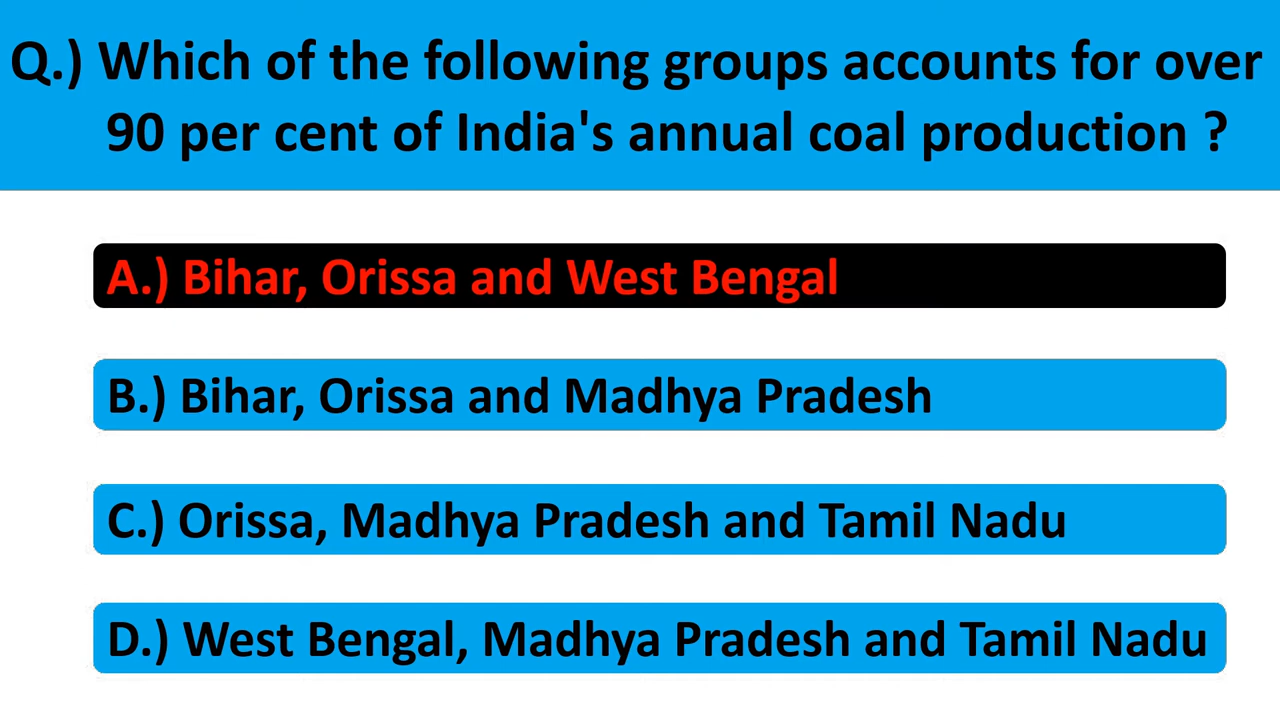 Q.) Which of the following groups accounts for over
90 per cent of India's annual coal production ?
A.) Bihar, Orissa and West Bengal
B.) Bihar, Orissa and Madhya Pradesh
C.) Orissa, Madhya Pradesh and Tamil Nadu
D.) West Bengal, Madhya Pradesh and Tamil Nadu